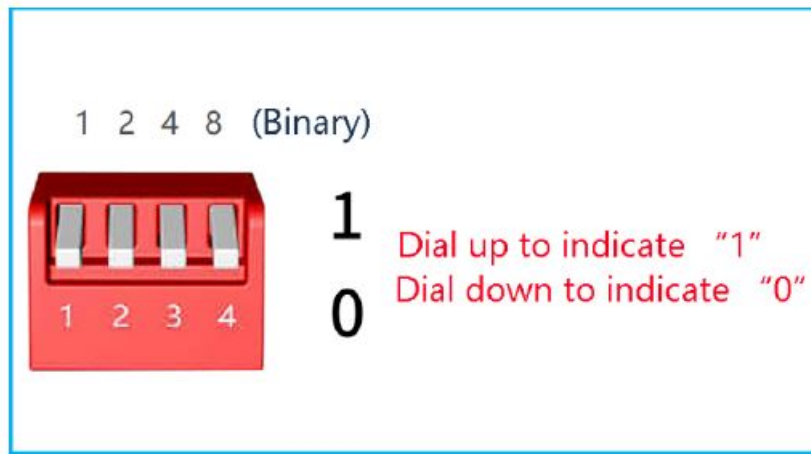 1 2 4 8 (Binary)
1
Dial up to indicate “1”
Dial down to indicate “0”
0
1 2 3 4